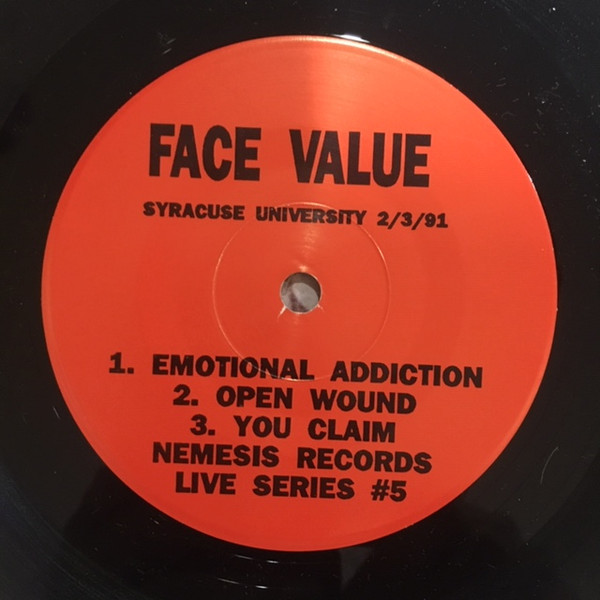 FACE VALUE
SYRACUSE UNIVERSITY 2/3/91
1. EMOTIONAL ADDICTION
2. OPEN WOUND
3. YOU CLAIM
NEMESIS RECORDS
LIVE SERIES #5